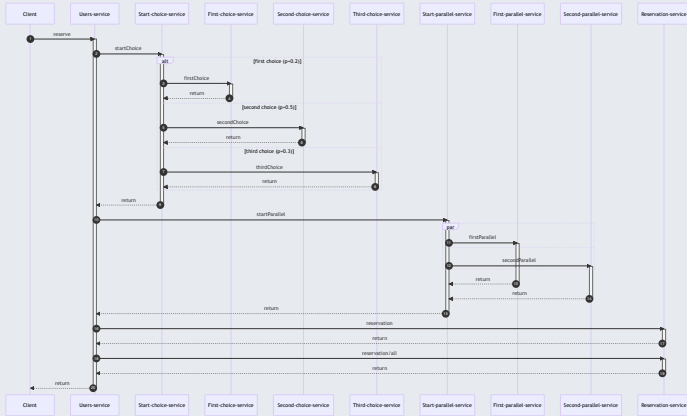 Client Users-service Start-choice-service First-choice-service Second-choice-service Third-choice-service Start-parallel-service First-parallel-service Second-parallel-service Reservation-service
reserve
startChoice
alt [first choice (p=0.2)]
firstChoice
return
[second choice (p=0.5)]
secondChoice
return
[third choice (p=0.3)]
thirdChoice
return
return
startParallel
par
firstParallel
secondParallel
return
return
return
reservation
return
reservation/all
return
return
Client Users-service Start-choice-service First-choice-service Second-choice-service Third-choice-service Start-parallel-service First-parallel-service Second-parallel-service Reservation-service